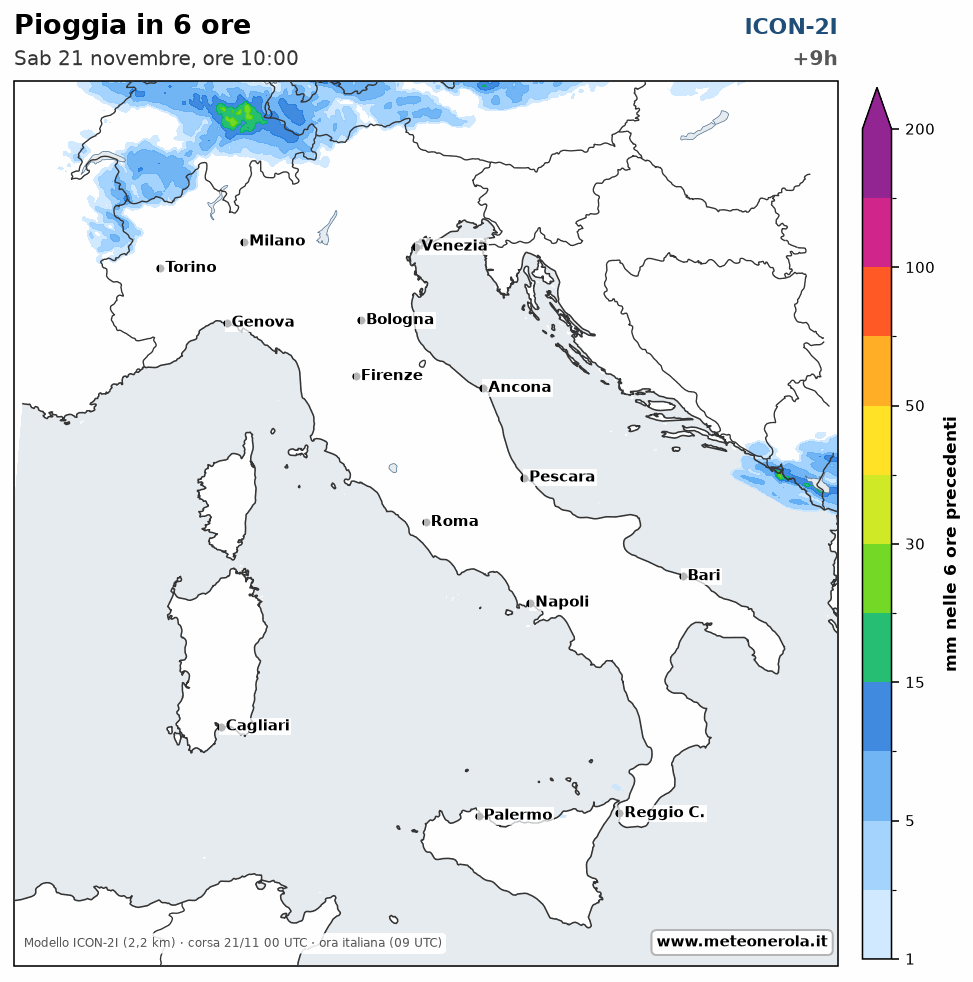 Pioggia in 6 ore
ICON-2I
Sab 21 novembre, ore 10:00
+9h
200
100
50
30
15
5
1
mm nelle 6 ore precedenti
Milano
Venezia
Torino
Genova
Bologna
Firenze
Ancona
Pescara
Roma
Bari
Napoli
Cagliari
Palermo
Reggio C.
Modello ICON-2I (2,2 km) · corsa 21/11 00 UTC · ora italiana (09 UTC)
www.meteonerola.it